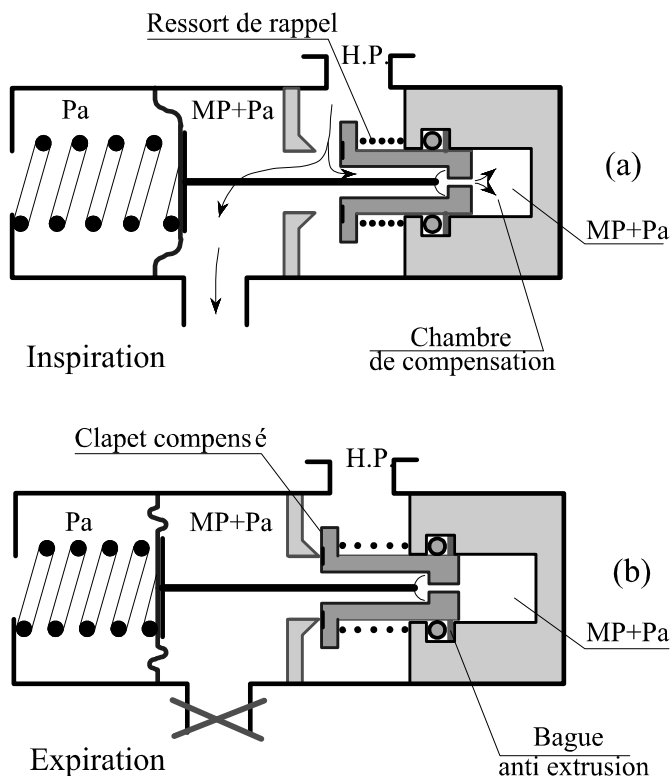 Ressort de rappel
H.P.
Pa
MP+Pa
(a)
MP+Pa
Chambre
de compensation
Inspiration
Clapet compensé
H.P.
Pa
MP+Pa
(b)
MP+Pa
Bague
anti extrusion
Expiration